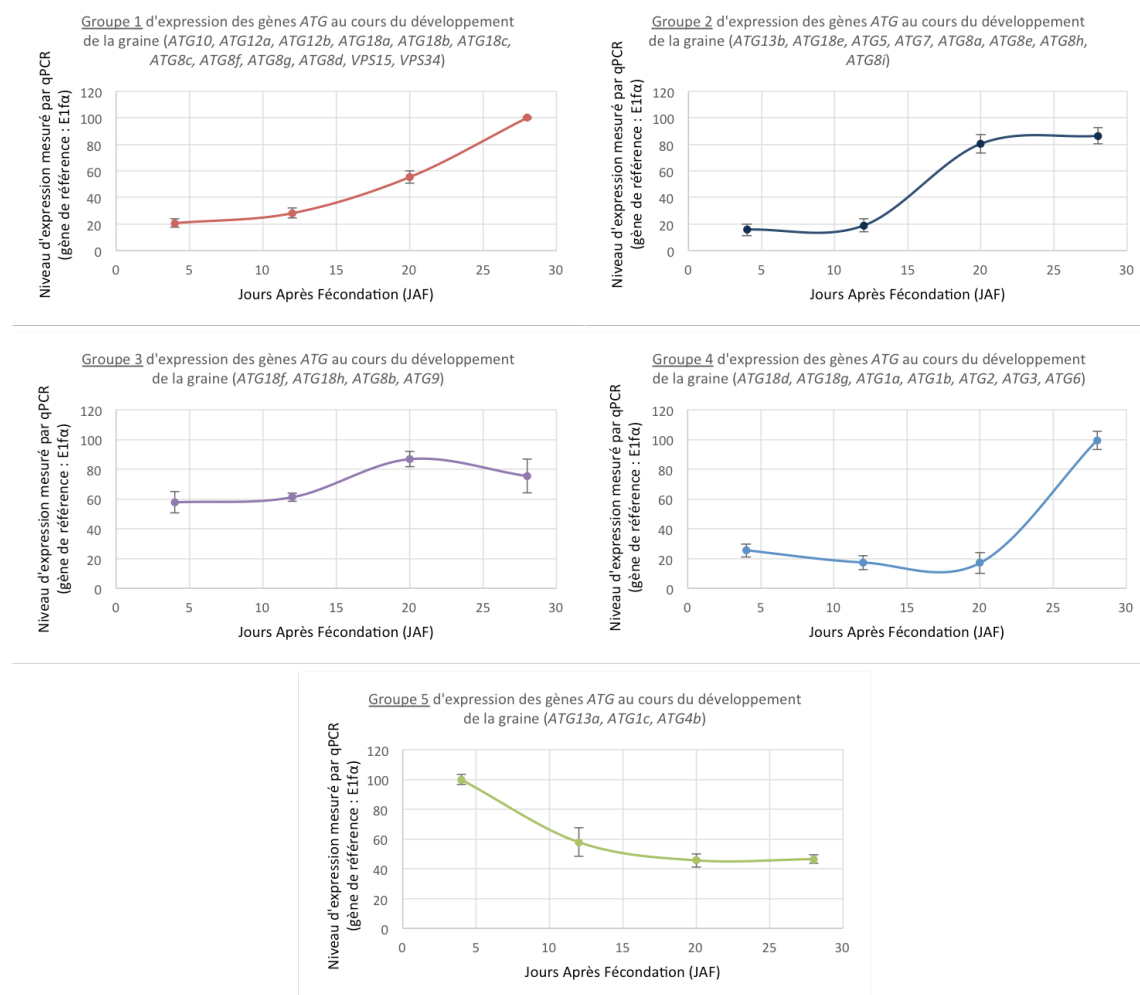 Groupe 1 d'expression des gènes ATG au cours du développement
de la graine (ATG10, ATG12a, ATG12b, ATG18a, ATG18b, ATG18c,
ATG8c, ATG8f, ATG8g, ATG8d, VPS15, VPS34)
Niveau d'expression mesuré par qPCR
(gène de référence : E1fα)
120
100
80
60
40
20
0
0 5 10 15 20 25 30
Jours Après Fécondation (JAF)
Groupe 2 d'expression des gènes ATG au cours du développement
de la graine (ATG13b, ATG18e, ATG5, ATG7, ATG8a, ATG8e, ATG8h,
ATG8i)
Niveau d'expression mesuré par qPCR
(gène de référence : E1fα)
120
100
80
60
40
20
0
0 5 10 15 20 25 30
Jours Après Fécondation (JAF)
Groupe 3 d'expression des gènes ATG au cours du développement
de la graine (ATG18f, ATG18h, ATG8b, ATG9)
Niveau d'expression mesuré par qPCR
(gène de référence : E1fα)
120
100
80
60
40
20
0
0 5 10 15 20 25 30
Jours Après Fécondation (JAF)
Groupe 4 d'expression des gènes ATG au cours du développement
de la graine (ATG18d, ATG18g, ATG1a, ATG1b, ATG2, ATG3, ATG6)
Niveau d'expression mesuré par qPCR
(gène de référence : E1fα)
120
100
80
60
40
20
0
0 5 10 15 20 25 30
Jours Après Fécondation (JAF)
Groupe 5 d'expression des gènes ATG au cours du développement
de la graine (ATG13a, ATG1c, ATG4b)
Niveau d'expression mesuré par qPCR
(gène de référence : E1fα)
120
100
80
60
40
20
0
0 5 10 15 20 25 30
Jours Après Fécondation (JAF)